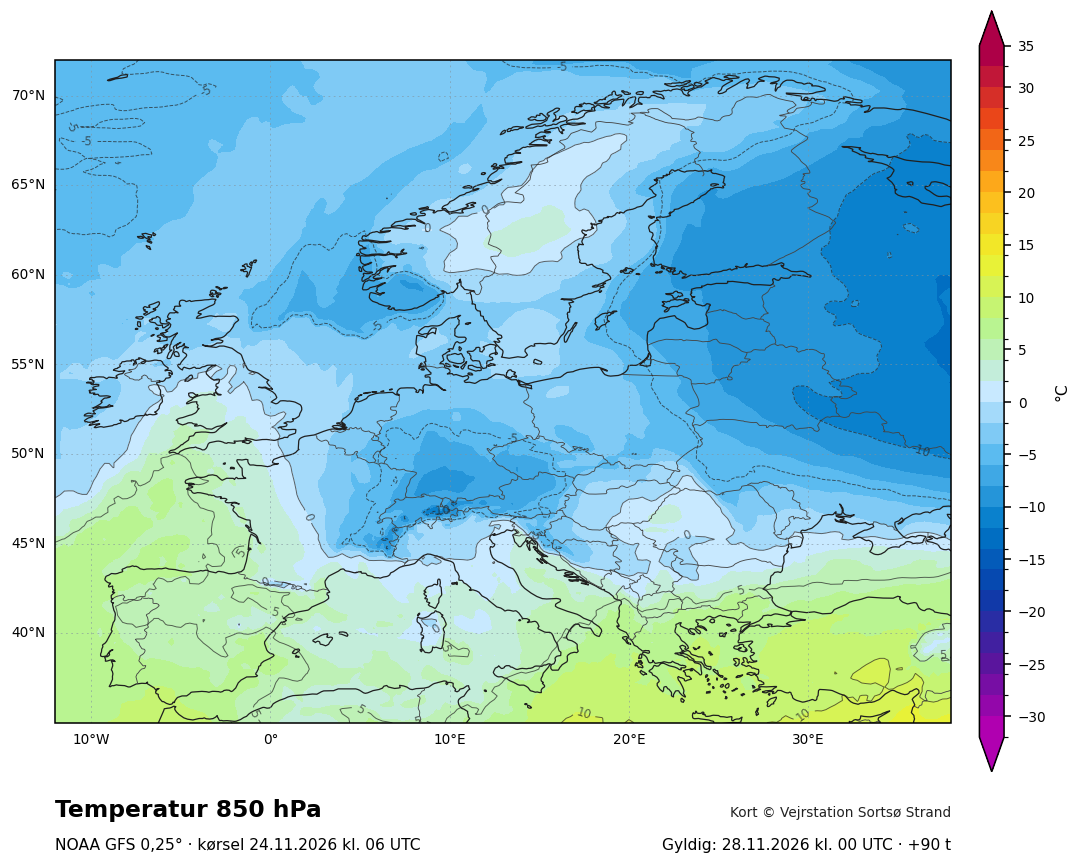 70°N
65°N
60°N
55°N
50°N
45°N
40°N
10°W
0°
10°E
20°E
30°E
35
30
25
20
15
10
5
0
−5
−10
−15
−20
−25
−30
°C
Temperatur 850 hPa
Kort © Vejrstation Sortsø Strand
NOAA GFS 0,25° · kørsel 24.11.2026 kl. 06 UTC
Gyldig: 28.11.2026 kl. 00 UTC · +90 t